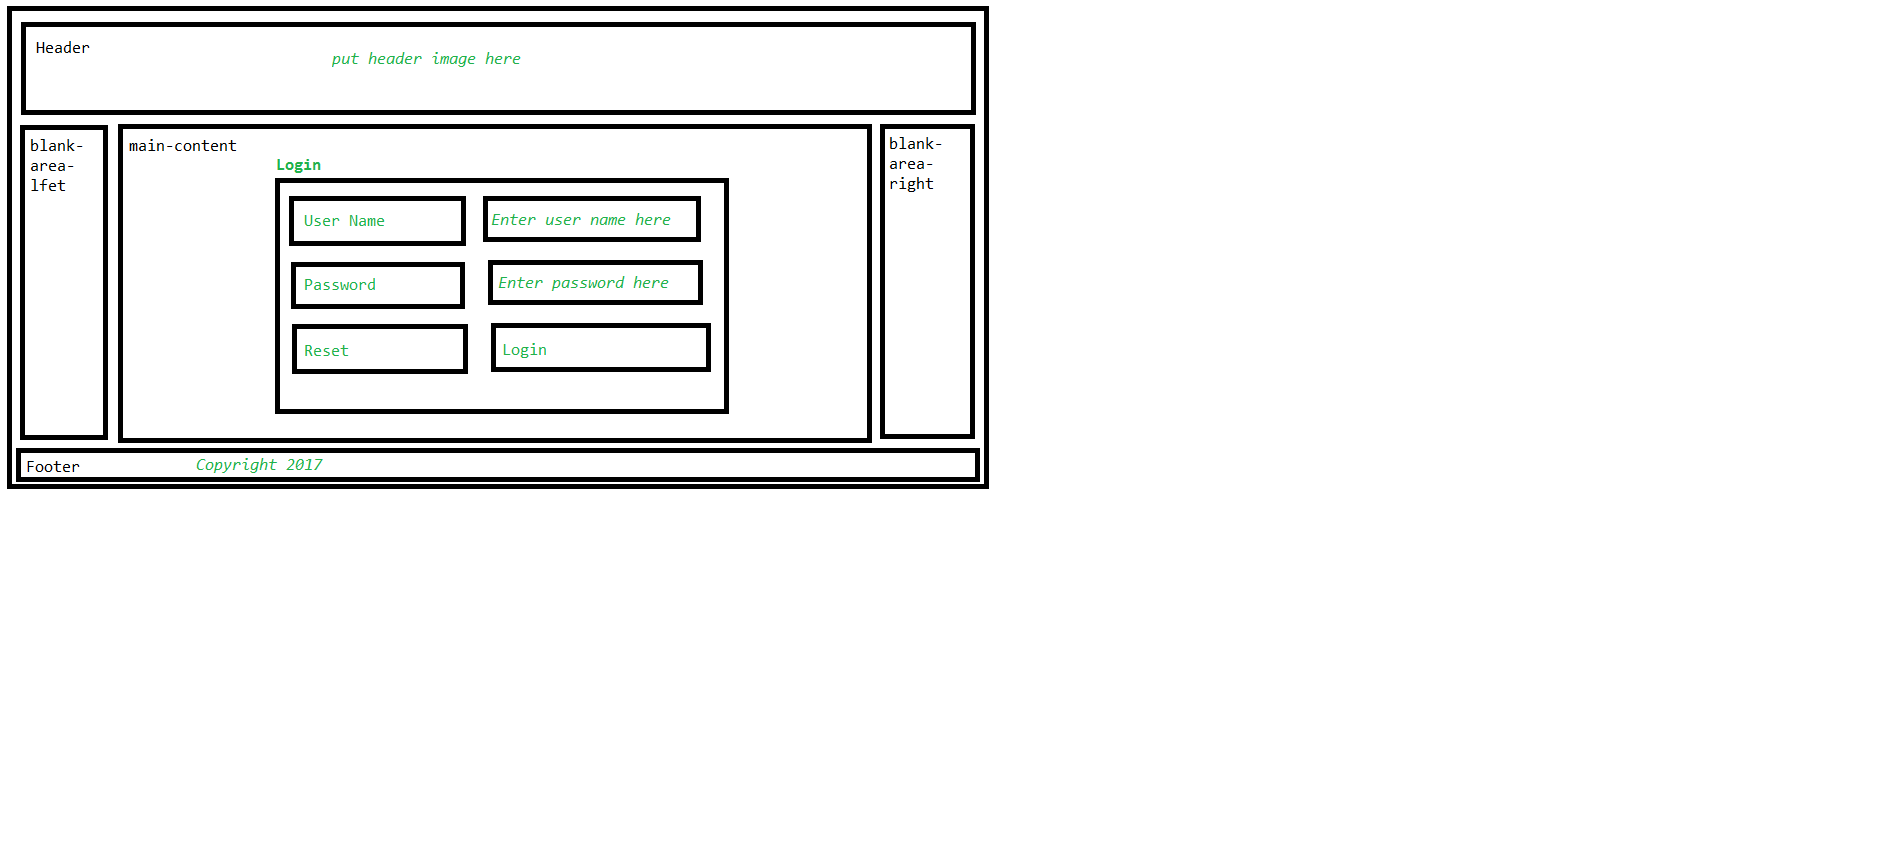 Header
put header image here
blank-
area-
lfet
main-content
Login
User Name
Enter user name here
Password
Enter password here
Reset
Login
blank-
area-
right
Footer
Copyright 2017